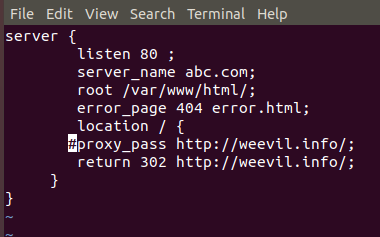 File Edit View Search Terminal Help
server {
listen 80 ;
server_name abc.com;
root /var/www/html/;
error_page 404 error.html;
location / {
#proxy_pass http://weevil.info/;
return 302 http://weevil.info/;
}
}
~
~